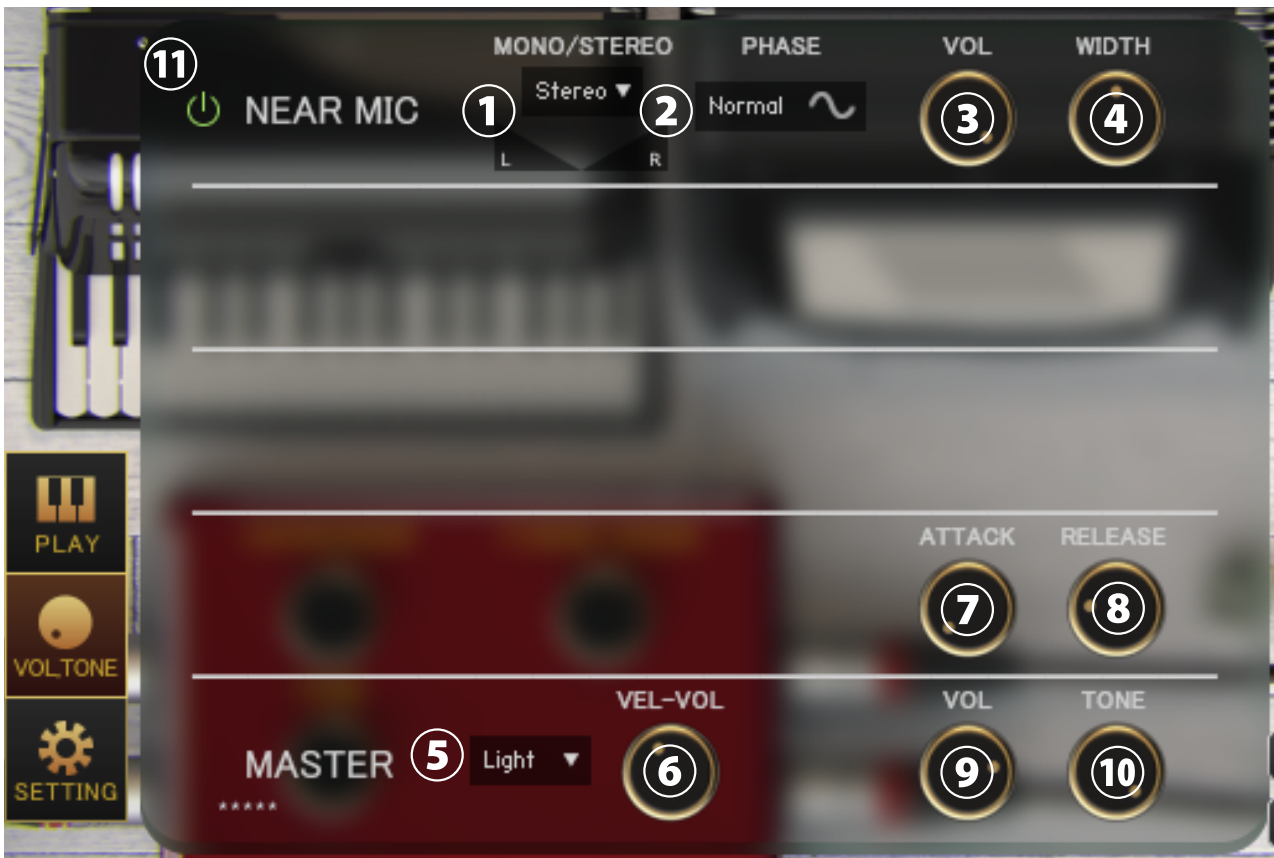 MONO/STEREO PHASE VOL WIDTH
11
NEAR MIC 1 Stereo ▼ 2 Normal 3 4
L R
ATTACK RELEASE
7 8
VEL-VOL VOL TONE
MASTER 5 Light ▼ 6 9 10
*****
PLAY
VOL,TONE
SETTING